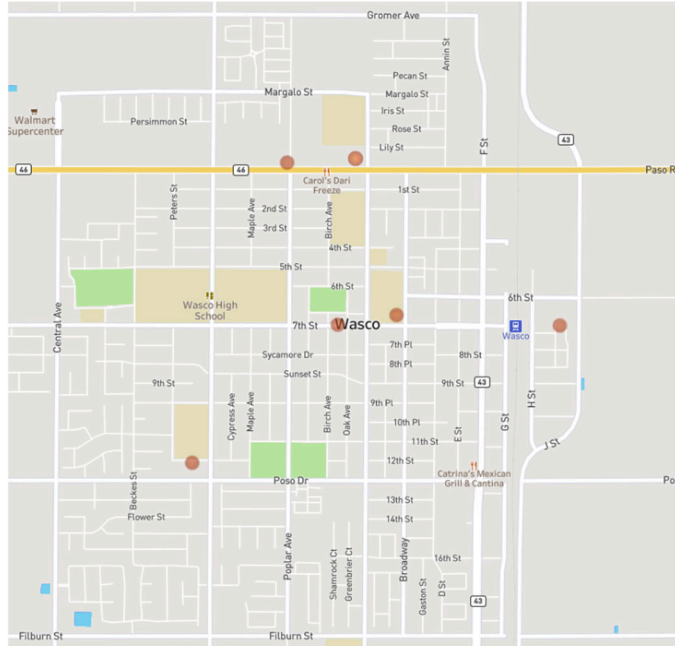 Gromer Ave
Annin St
Pecan St
Margalo St
Margalo St
Iris St
Walmart
Supercenter
Persimmon St
Rose St
43
Lily St
F St
46
46
Paso R
Carol's Dari
Freeze
Peters St
1st St
Maple Ave
2nd St
Birch Ave
3rd St
4th St
5th St
6th St
6th St
Wasco High
School
Central Ave
7th St
Wasco
Wasco
7th Pl
Sycamore Dr
8th St
8th Pl
Sunset St
9th St
9th St
43
H St
Cypress Ave
Maple Ave
Birch Ave
Oak Ave
9th Pl
G St
10th Pl
E St
11th St
J St
12th St
Catrina's Mexican
Grill & Cantina
Beckes St
Poso Dr
Po
13th St
Flower St
14th St
Poplar Ave
Shamrock Ct
Greenbrier Ct
Broadway
16th St
Gaston St
D St
43
Filburn St
Filburn St